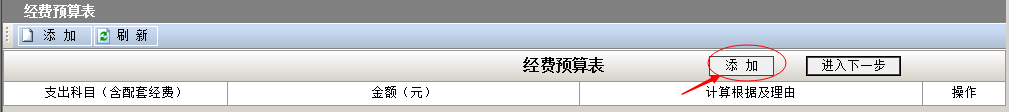 经费预算表
添 加 刷 新
经费预算表 添 加 进入下一步
支出科目（含配套经费） 金额（元） 计算根据及理由 操作